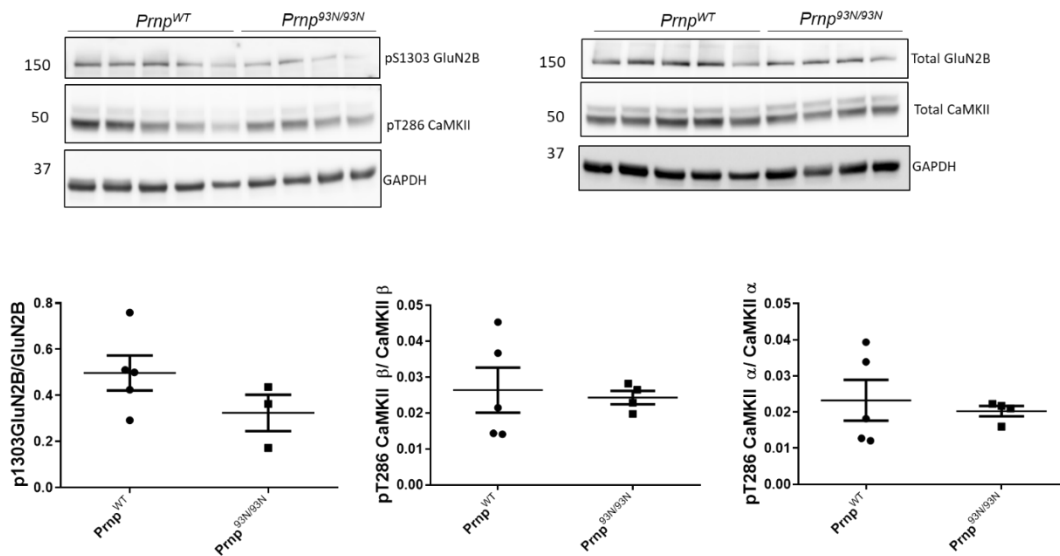 Prnp^WT Prnp^93N/93N
150 pS1303 GluN2B
50 pT286 CaMKII
37 GAPDH
Prnp^WT Prnp^93N/93N
150 Total GluN2B
50 Total CaMKII
37 GAPDH
p1303GluN2B/GluN2B
0.8
0.6
0.4
0.2
0.0
Prnp^WT
Prnp^93N/93N
pT286 CaMKII β/ CaMKII β
0.05
0.04
0.03
0.02
0.01
0.00
Prnp^WT
Prnp^93N/93N
pT286 CaMKII α/ CaMKII α
0.05
0.04
0.03
0.02
0.01
0.00
Prnp^WT
Prnp^93N/93N